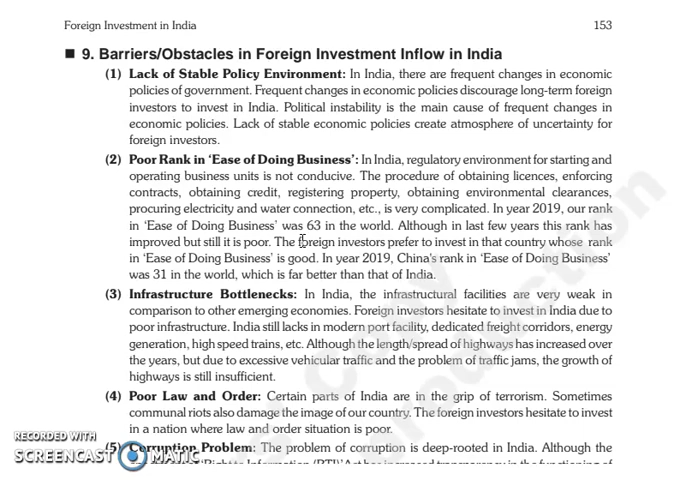 Foreign Investment in India 153
■ 9. Barriers/Obstacles in Foreign Investment Inflow in India
(1) Lack of Stable Policy Environment: In India, there are frequent changes in economic
policies of government. Frequent changes in economic policies discourage long-term foreign
investors to invest in India. Political instability is the main cause of frequent changes in
economic policies. Lack of stable economic policies create atmosphere of uncertainty for
foreign investors.
(2) Poor Rank in 'Ease of Doing Business': In India, regulatory environment for starting and
operating business units is not conducive. The procedure of obtaining licences, enforcing
contracts, obtaining credit, registering property, obtaining environmental clearances,
procuring electricity and water connection, etc., is very complicated. In year 2019, our rank
in 'Ease of Doing Business' was 63 in the world. Although in last few years this rank has
improved but still it is poor. The foreign investors prefer to invest in that country whose rank
in 'Ease of Doing Business' is good. In year 2019, China's rank in 'Ease of Doing Business'
was 31 in the world, which is far better than that of India.
(3) Infrastructure Bottlenecks: In India, the infrastructural facilities are very weak in
comparison to other emerging economies. Foreign investors hesitate to invest in India due to
poor infrastructure. India still lacks in modern port facility, dedicated freight corridors, energy
generation, high speed trains, etc. Although the length/spread of highways has increased over
the years, but due to excessive vehicular traffic and the problem of traffic jams, the growth of
highways is still insufficient.
(4) Poor Law and Order: Certain parts of India are in the grip of terrorism. Sometimes
communal riots also damage the image of our country. The foreign investors hesitate to invest
in a nation where law and order situation is poor.
(5) Corruption Problem: The problem of corruption is deep-rooted in India. Although the
'Right to Information (RTI)' Act has increased transparency in the functioning of
RECORDED WITH
SCREENCAST MATIC